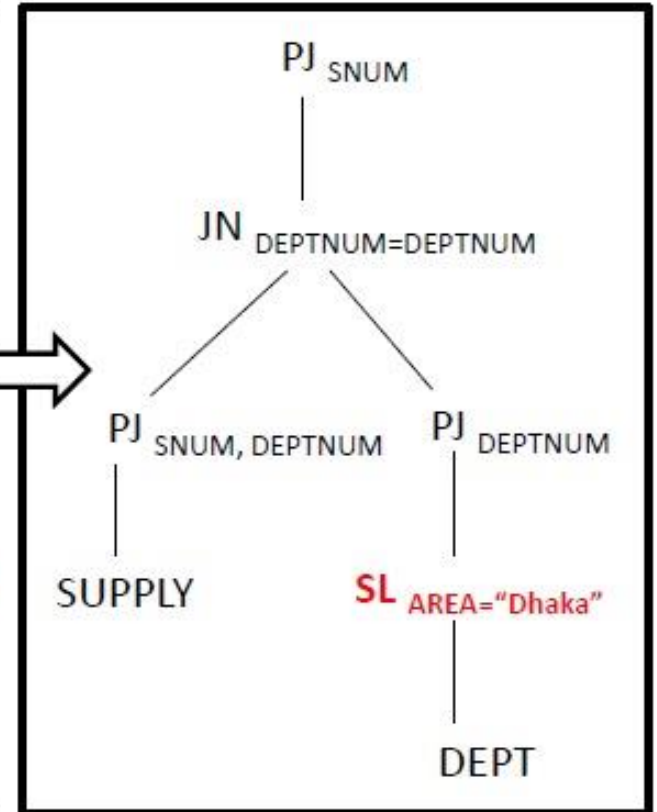 PJ SNUM
JN DEPTNUM=DEPTNUM
PJ SNUM, DEPTNUM
PJ DEPTNUM
SUPPLY
SL AREA=“Dhaka”
DEPT